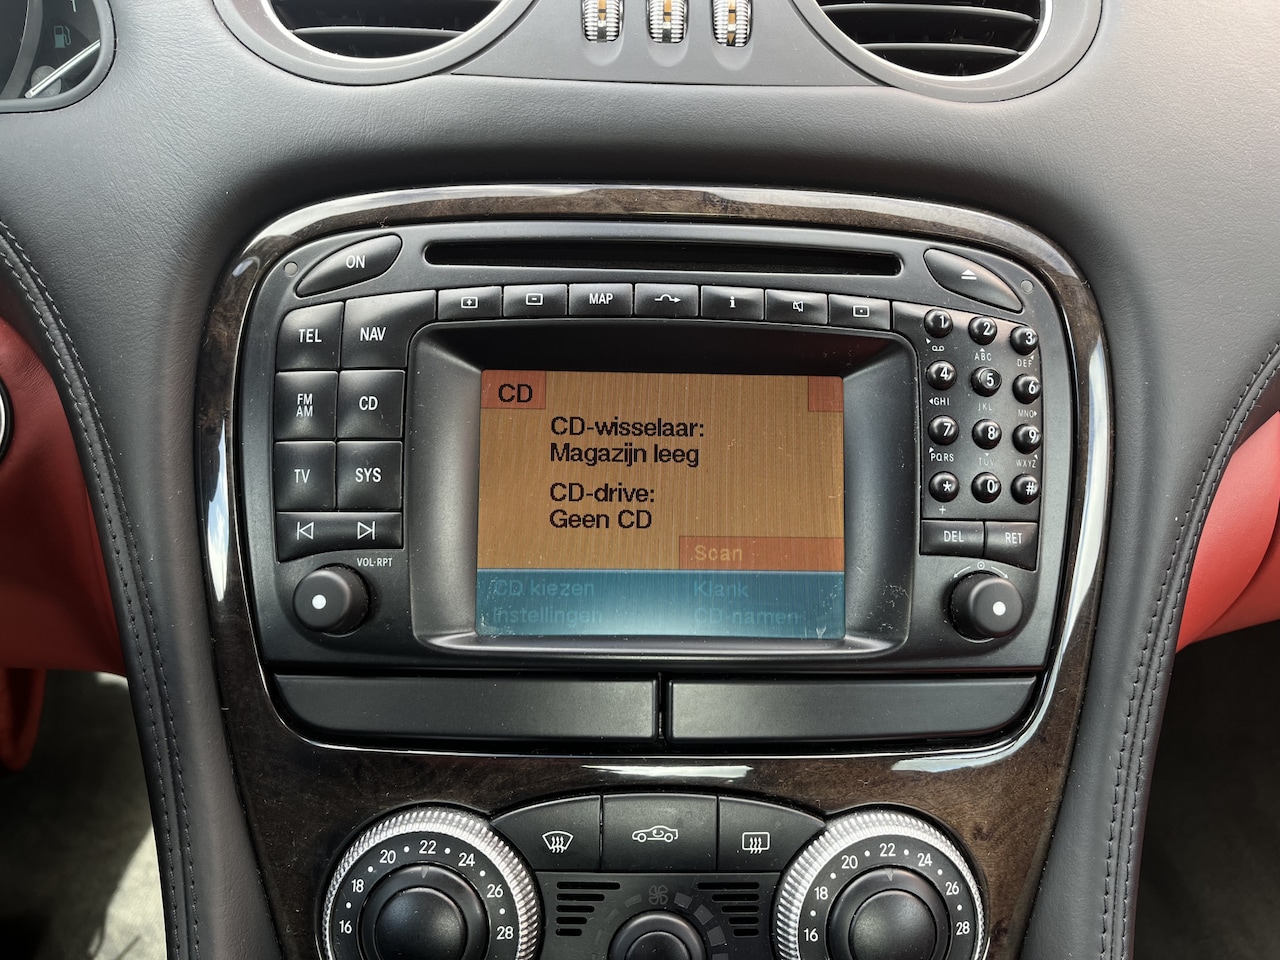 ON
MAP
i
TEL
NAV
FM
AM
CD
TV
SYS
VOL-RPT
CD
CD-wisselaar:
Magazijn leeg
CD-drive:
Geen CD
Scan
CD kiezen
Klank
Instellingen
CD-namen
1
2
ABC
3
DEF
4
GHI
5
JKL
6
MNO
7
PQRS
8
TUV
9
WXYZ
*
+
0
#
DEL
RET
16
18
20
22
24
26
28
16
18
20
22
24
26
28